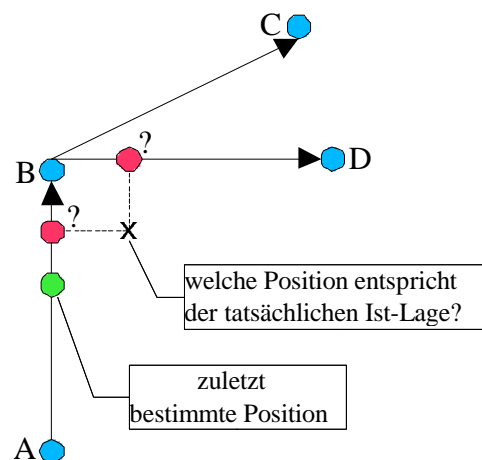 C
?
B
D
?
x
welche Position entspricht
der tatsächlichen Ist-Lage?
zuletzt
bestimmte Position
A